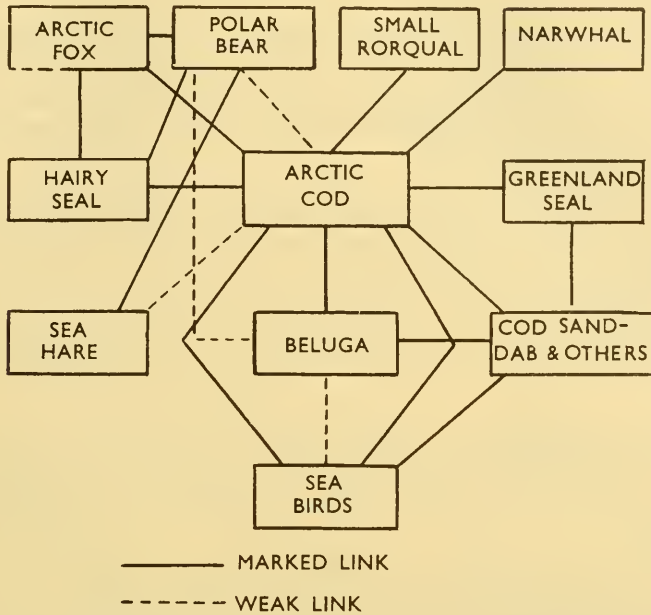 ARCTIC
FOX
POLAR
BEAR
SMALL
RORQUAL
NARWHAL
HAIRY
SEAL
ARCTIC
COD
GREENLAND
SEAL
SEA
HARE
BELUGA
COD SAND-
DAB & OTHERS
SEA
BIRDS
MARKED LINK
WEAK LINK